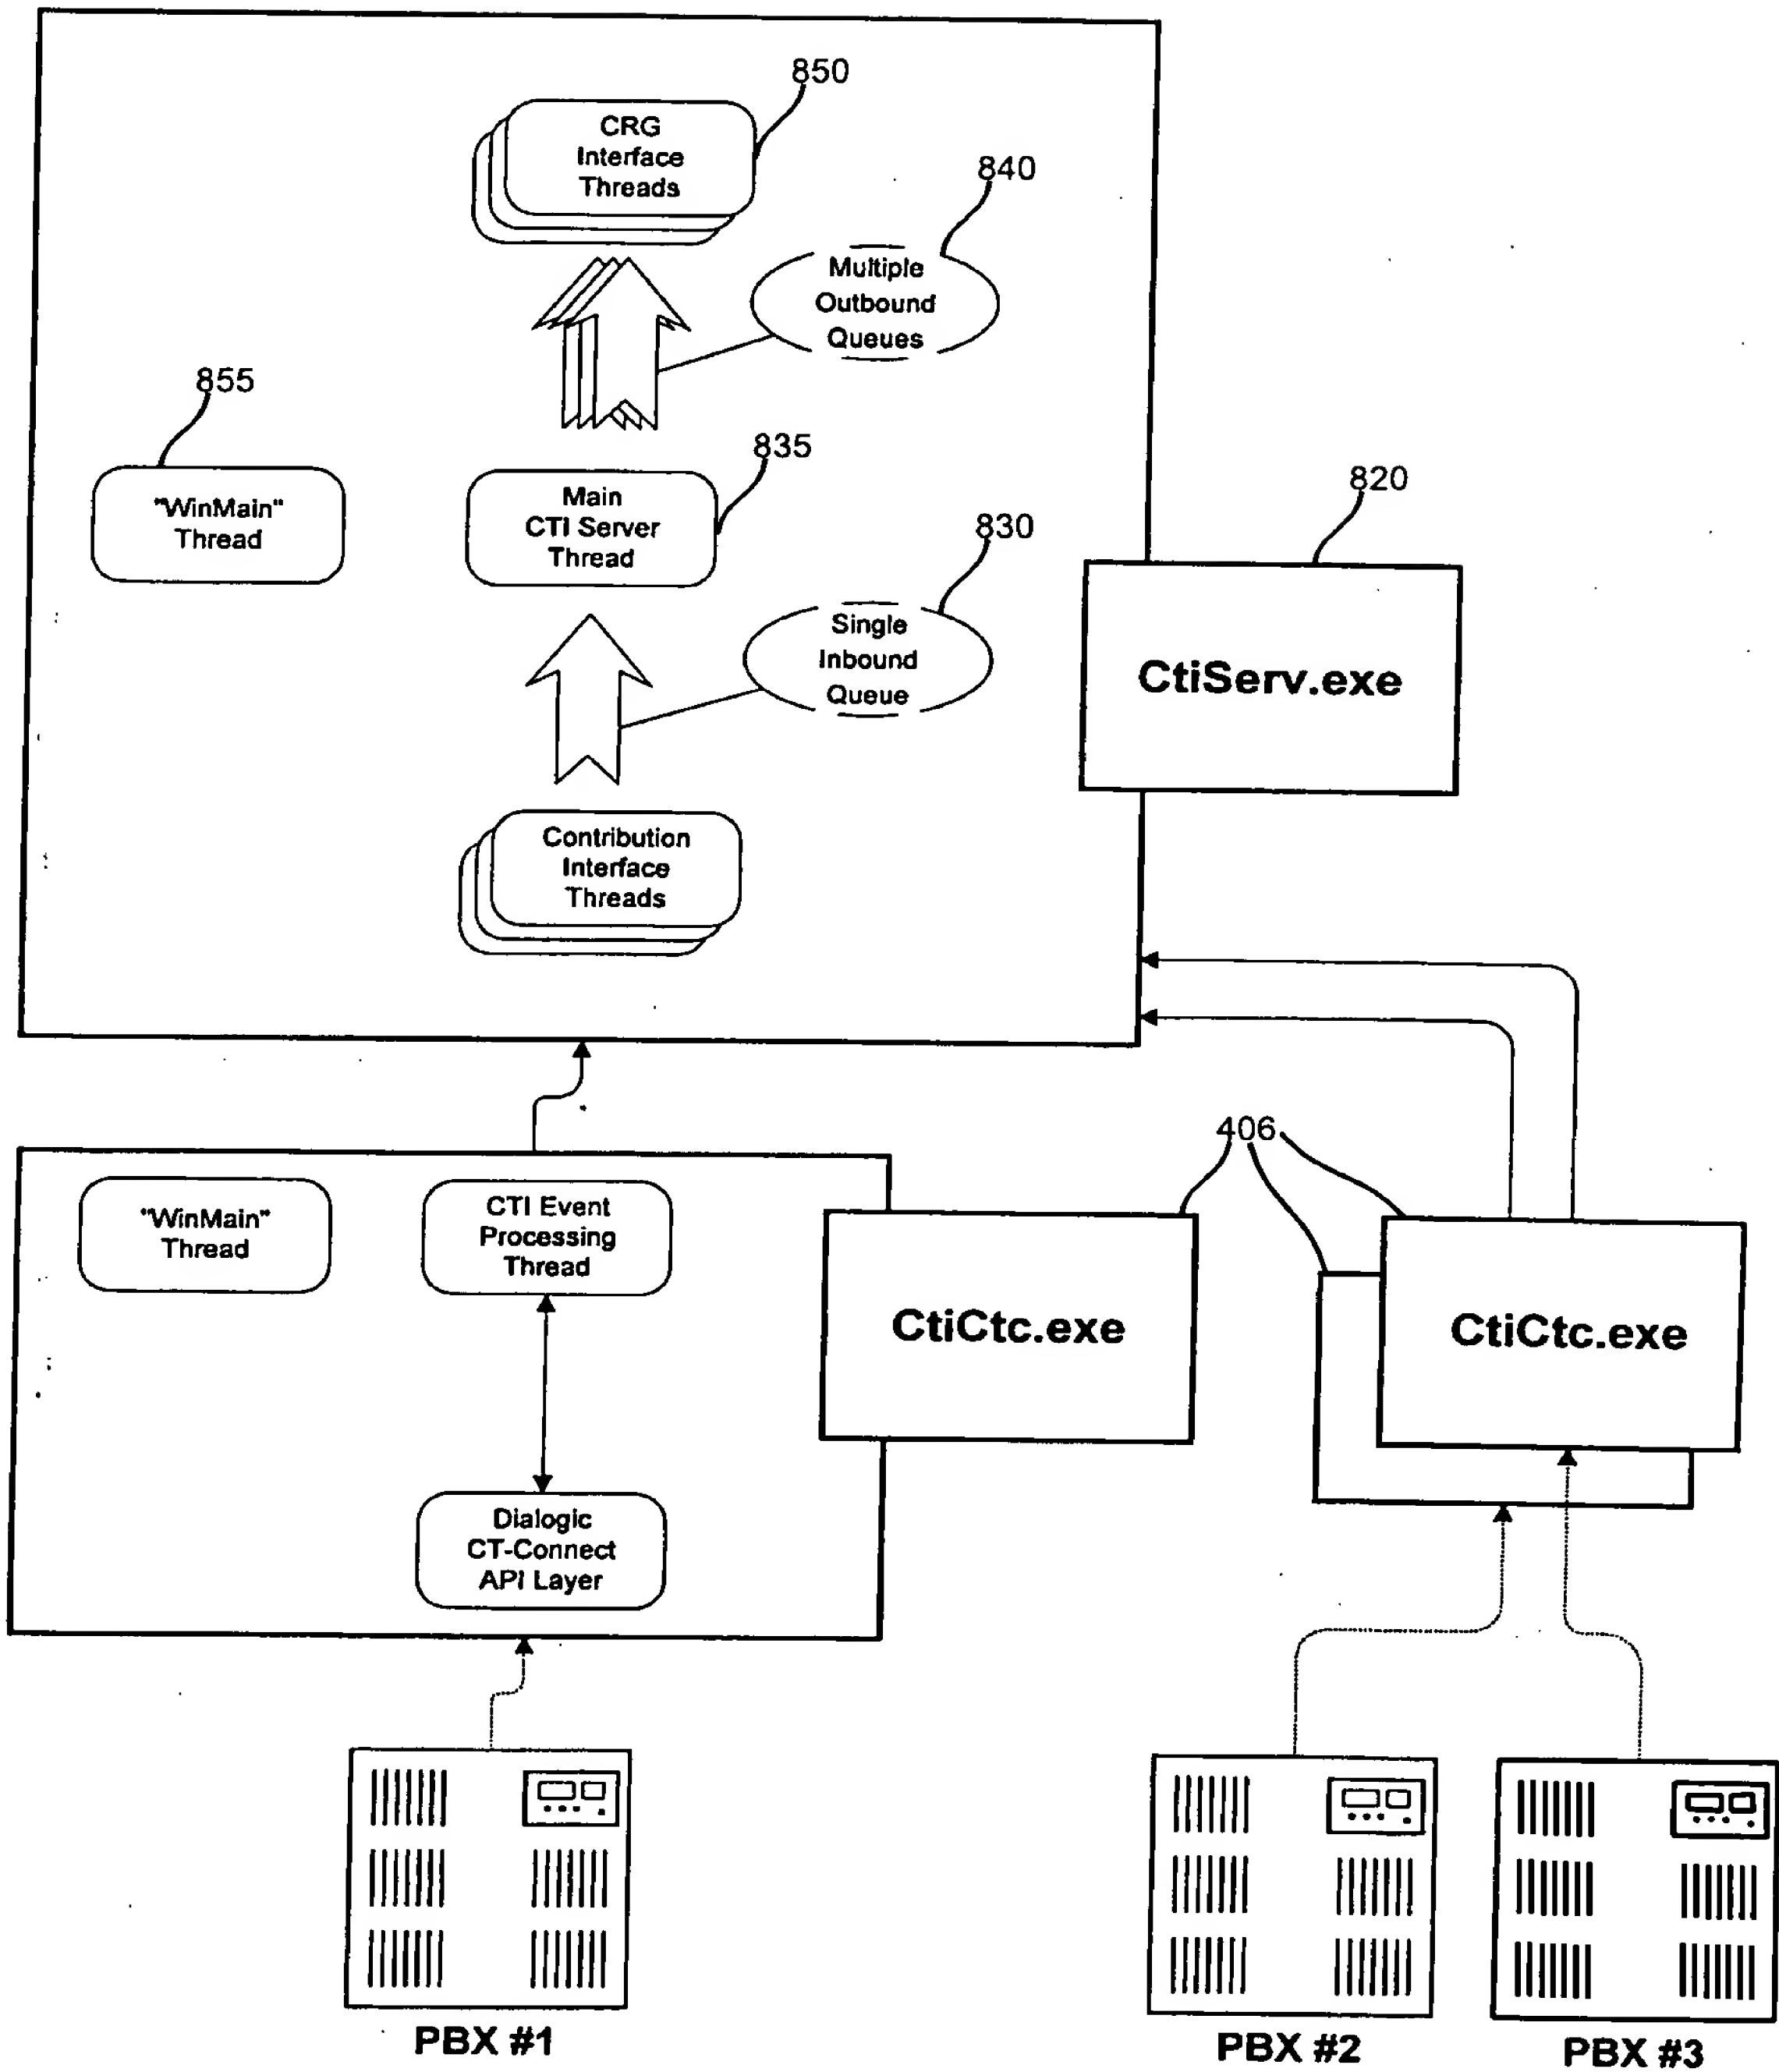 850
CRG
Interface
Threads
840
Multiple
Outbound
Queues
855
"WinMain"
Thread
835
Main
CTI Server
Thread
820
830
Single
Inbound
Queue
CtiServ.exe
Contribution
Interface
Threads
406
"WinMain"
Thread
CTI Event
Processing
Thread
CtiCtc.exe
CtiCtc.exe
Dialogic
CT-Connect
API Layer
PBX #1
PBX #2
PBX #3